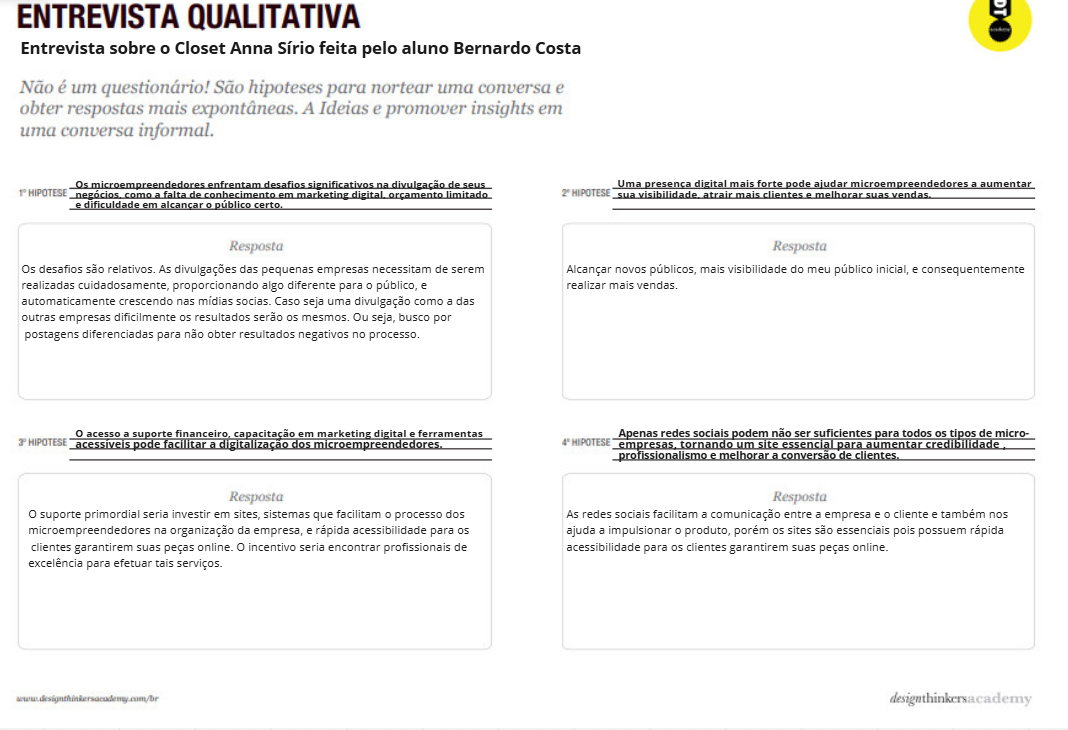 ENTREVISTA QUALITATIVA
Entrevista sobre o Closet Anna Sírio feita pelo aluno Bernardo Costa
DT
academy
Não é um questionário! São hipoteses para nortear uma conversa e
obter respostas mais expontâneas. A Ideias e promover insights em
uma conversa informal.
1º HIPOTESE
Os microempreendedores enfrentam desafios significativos na divulgação de seus
negócios, como a falta de conhecimento em marketing digital, orçamento limitado
e dificuldade em alcançar o público certo.
Resposta
Os desafios são relativos. As divulgações das pequenas empresas necessitam de serem
realizadas cuidadosamente, proporcionando algo diferente para o público, e
automaticamente crescendo nas mídias socias. Caso seja uma divulgação como a das
outras empresas dificilmente os resultados serão os mesmos. Ou seja, busco por
postagens diferenciadas para não obter resultados negativos no processo.
2º HIPOTESE
Uma presença digital mais forte pode ajudar microempreendedores a aumentar
sua visibilidade, atrair mais clientes e melhorar suas vendas.
Resposta
Alcançar novos públicos, mais visibilidade do meu público inicial, e consequentemente
realizar mais vendas.
3º HIPOTESE
O acesso a suporte financeiro, capacitação em marketing digital e ferramentas
acessíveis pode facilitar a digitalização dos microempreendedores.
Resposta
O suporte primordial seria investir em sites, sistemas que facilitam o processo dos
microempreendedores na organização da empresa, e rápida acessibilidade para os
clientes garantirem suas peças online. O incentivo seria encontrar profissionais de
excelência para efetuar tais serviços.
4º HIPOTESE
Apenas redes sociais podem não ser suficientes para todos os tipos de micro-
empresas, tornando um site essencial para aumentar credibilidade ,
profissionalismo e melhorar a conversão de clientes.
Resposta
As redes sociais facilitam a comunicação entre a empresa e o cliente e também nos
ajuda a impulsionar o produto, porém os sites são essenciais pois possuem rápida
acessibilidade para os clientes garantirem suas peças online.
www.designthinkersacademy.com/br
designthinkersacademy